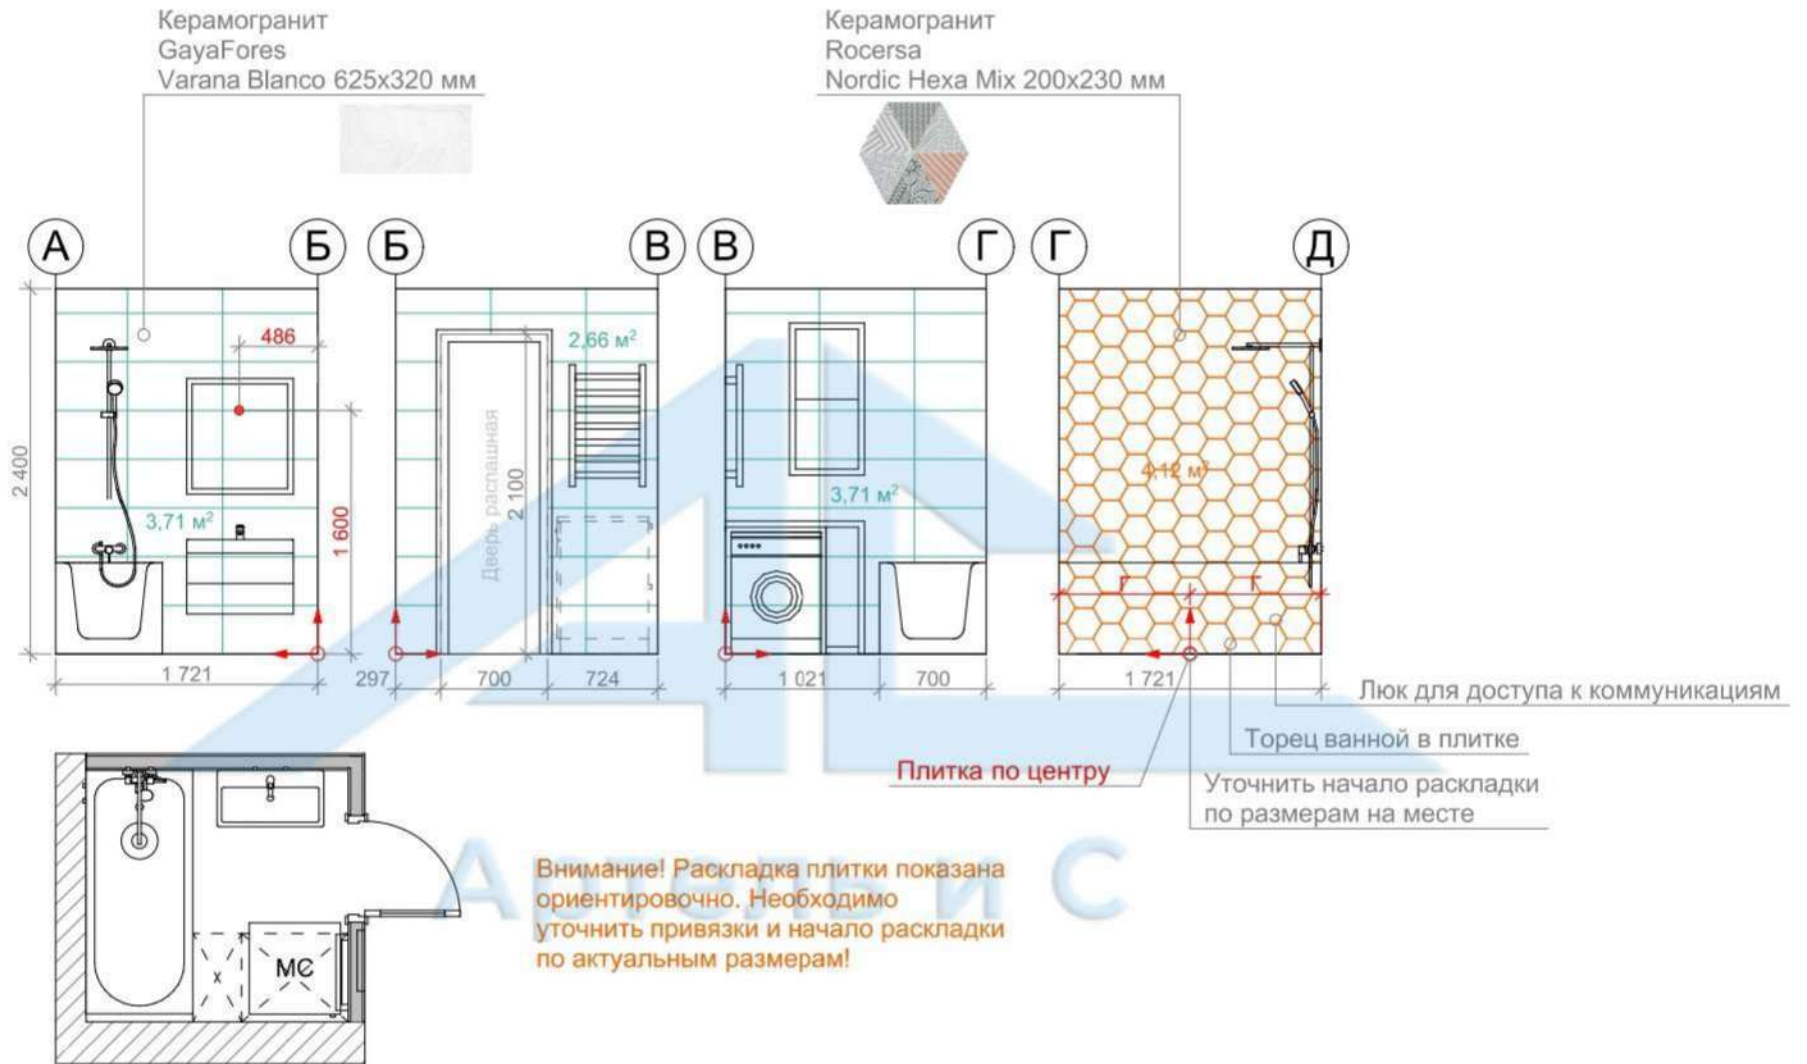 Керамогранит
GayaFores
Varana Blanco 625x320 мм
Керамогранит
Rocersa
Nordic Hexa Mix 200x230 мм
А
Б
Б
В
В
Г
Г
Д
486
2,66 м²
2 400
Дверь распашная
2 100
1 600
3,71 м²
3,71 м²
4,12 м²
Г
Г
1 721
297
700
724
1 021
700
1 721
Люк для доступа к коммуникациям
Торец ванной в плитке
Плитка по центру
Уточнить начало раскладки
по размерам на месте
Артель и С
Внимание! Раскладка плитки показана
ориентировочно. Необходимо
уточнить привязки и начало раскладки
по актуальным размерам!
х
МС